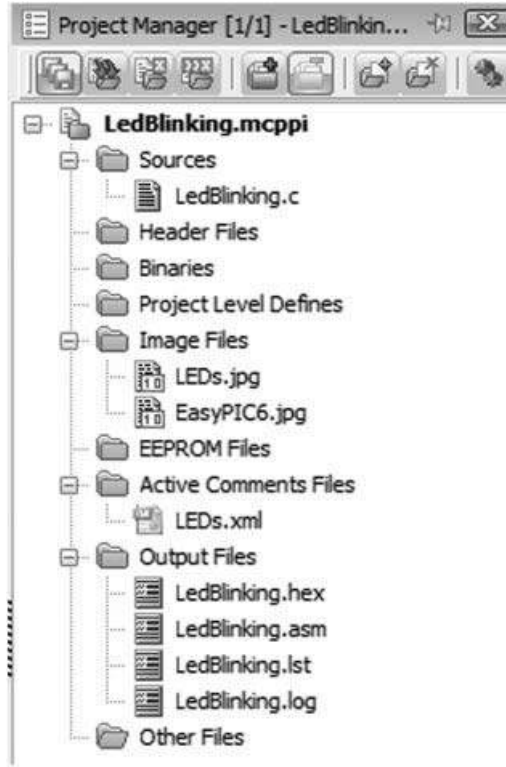 Project Manager [1/1] - LedBlinkin...
LedBlinking.mcppi
Sources
LedBlinking.c
Header Files
Binaries
Project Level Defines
Image Files
LEDs.jpg
EasyPIC6.jpg
EEPROM Files
Active Comments Files
LEDs.xml
Output Files
LedBlinking.hex
LedBlinking.asm
LedBlinking.lst
LedBlinking.log
Other Files